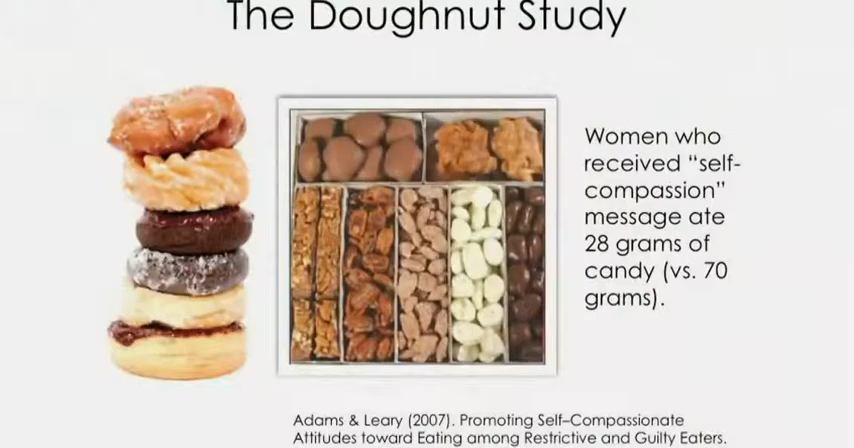 The Doughnut Study
Women who
received “self-
compassion”
message ate
28 grams of
candy (vs. 70
grams).
Adams & Leary (2007). Promoting Self–Compassionate
Attitudes toward Eating among Restrictive and Guilty Eaters.